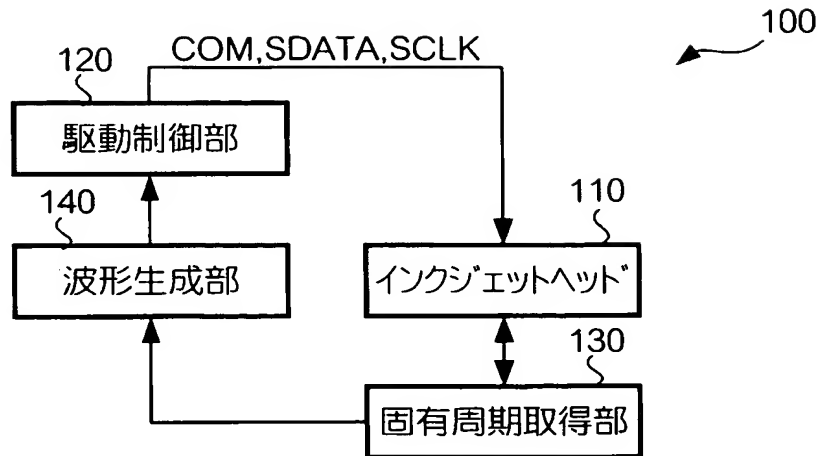 100
COM,SDATA,SCLK
120
駆動制御部
110
140
波形生成部
インクジェットヘッド
130
固有周期取得部